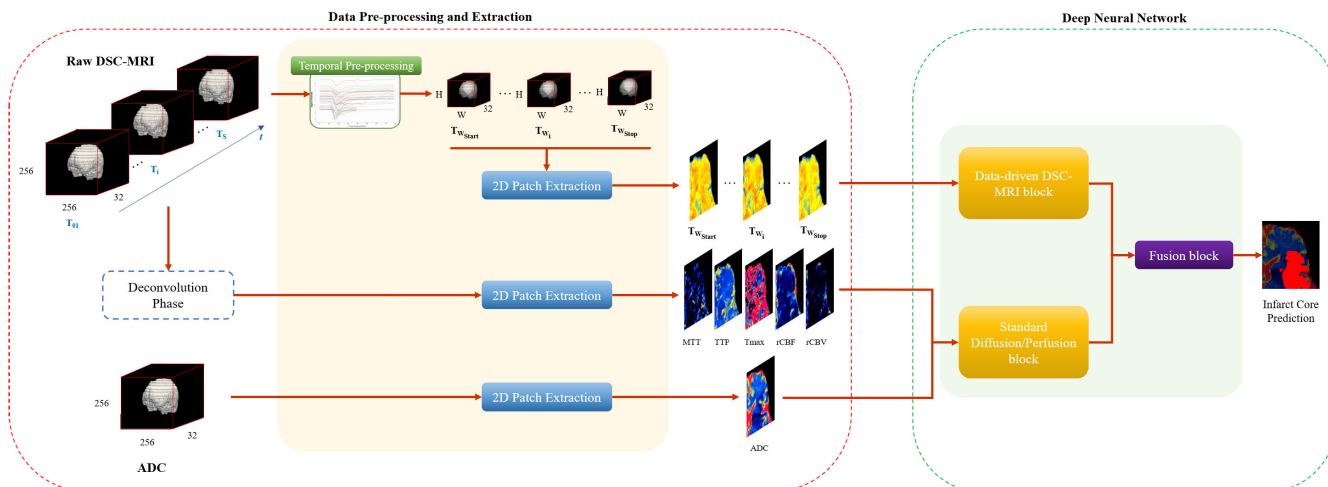 Data Pre-processing and Extraction
Deep Neural Network
Raw DSC-MRI
Temporal Pre-processing
256
256
32
T01
Ti
TS
t
H
W
32
TWStart
... H
W
32
TWi
... H
W
32
TWStop
2D Patch Extraction
TWStart
TWi
TWStop
Data-driven DSC-
MRI block
Fusion block
Infarct Core
Prediction
Deconvolution
Phase
2D Patch Extraction
MTT
TTP
Tmax
rCBF
rCBV
Standard
Diffusion/Perfusion
block
256
256
32
ADC
2D Patch Extraction
ADC